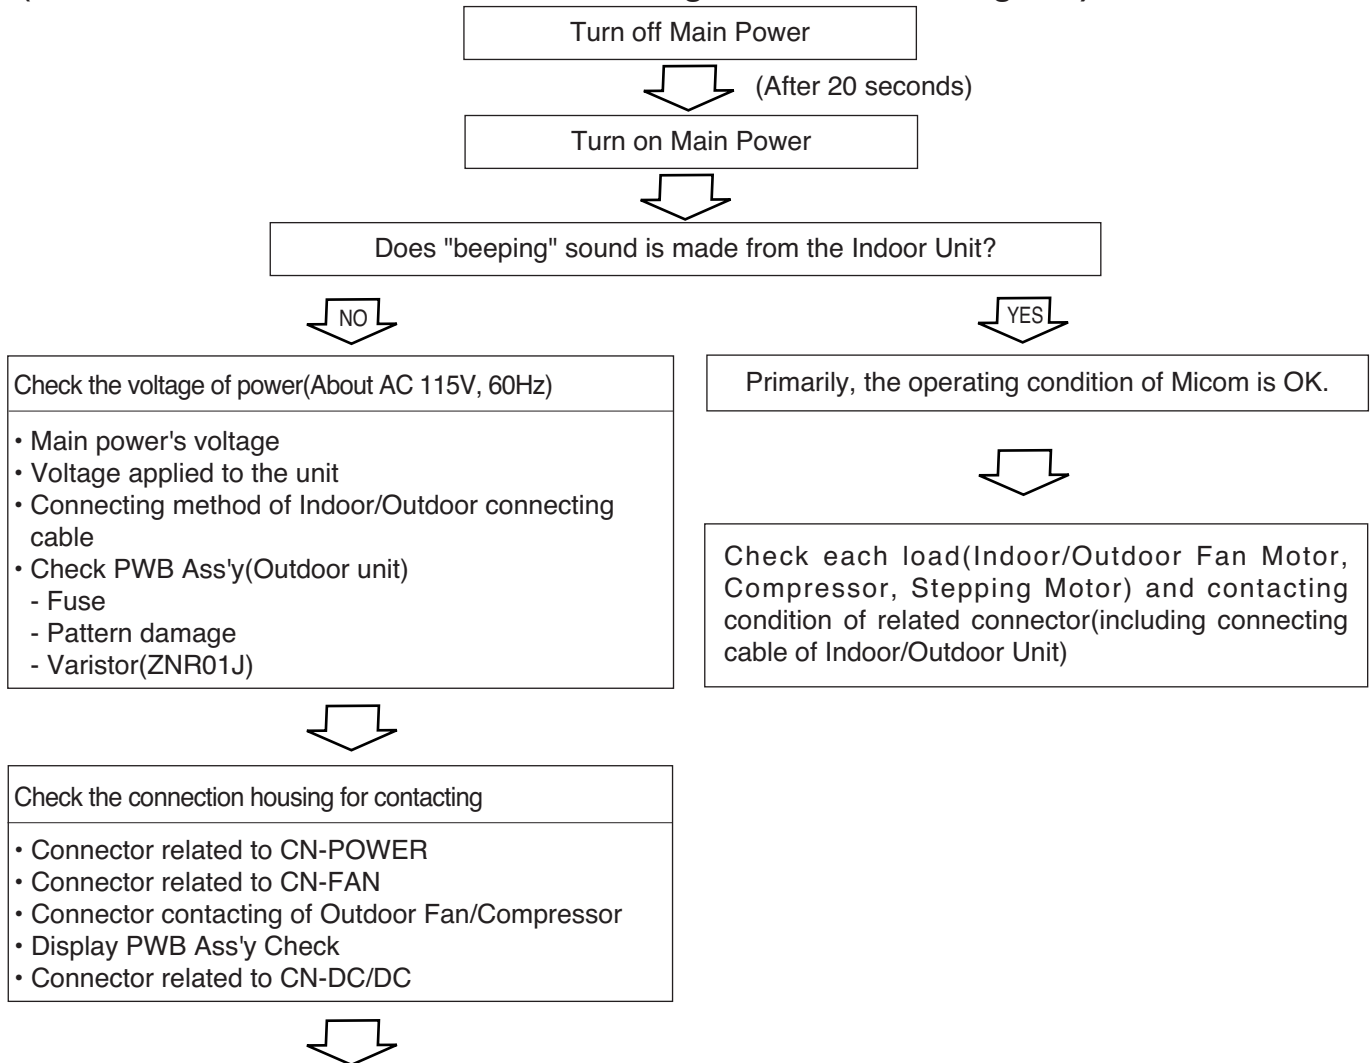 Turn off Main Power
(After 20 seconds)
Turn on Main Power
Does "beeping" sound is made from the Indoor Unit?
NO
YES
Check the voltage of power(About AC 115V, 60Hz)
• Main power's voltage
• Voltage applied to the unit
• Connecting method of Indoor/Outdoor connecting
cable
• Check PWB Ass'y(Outdoor unit)
- Fuse
- Pattern damage
- Varistor(ZNR01J)
Primarily, the operating condition of Micom is OK.
Check each load(Indoor/Outdoor Fan Motor,
Compressor, Stepping Motor) and contacting
condition of related connector(including connecting
cable of Indoor/Outdoor Unit)
Check the connection housing for contacting
• Connector related to CN-POWER
• Connector related to CN-FAN
• Connector contacting of Outdoor Fan/Compressor
• Display PWB Ass'y Check
• Connector related to CN-DC/DC